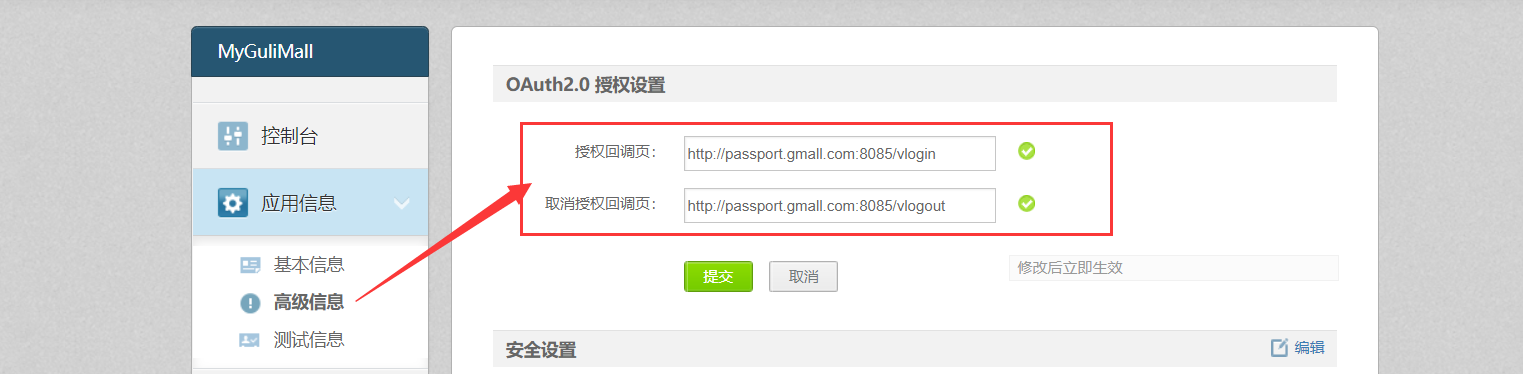 MyGuliMall
控制台
应用信息
基本信息
高级信息
测试信息
OAuth2.0 授权设置
授权回调页： http://passport.gmall.com:8085/vlogin
取消授权回调页： http://passport.gmall.com:8085/vlogout
提交 取消 修改后立即生效
安全设置 编辑